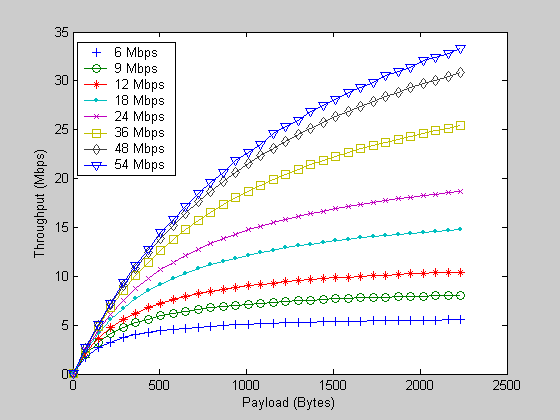 35
30
25
20
15
10
5
0
Throughput (Mbps)
6 Mbps
9 Mbps
12 Mbps
18 Mbps
24 Mbps
36 Mbps
48 Mbps
54 Mbps
0
500
1000
1500
2000
2500
Payload (Bytes)